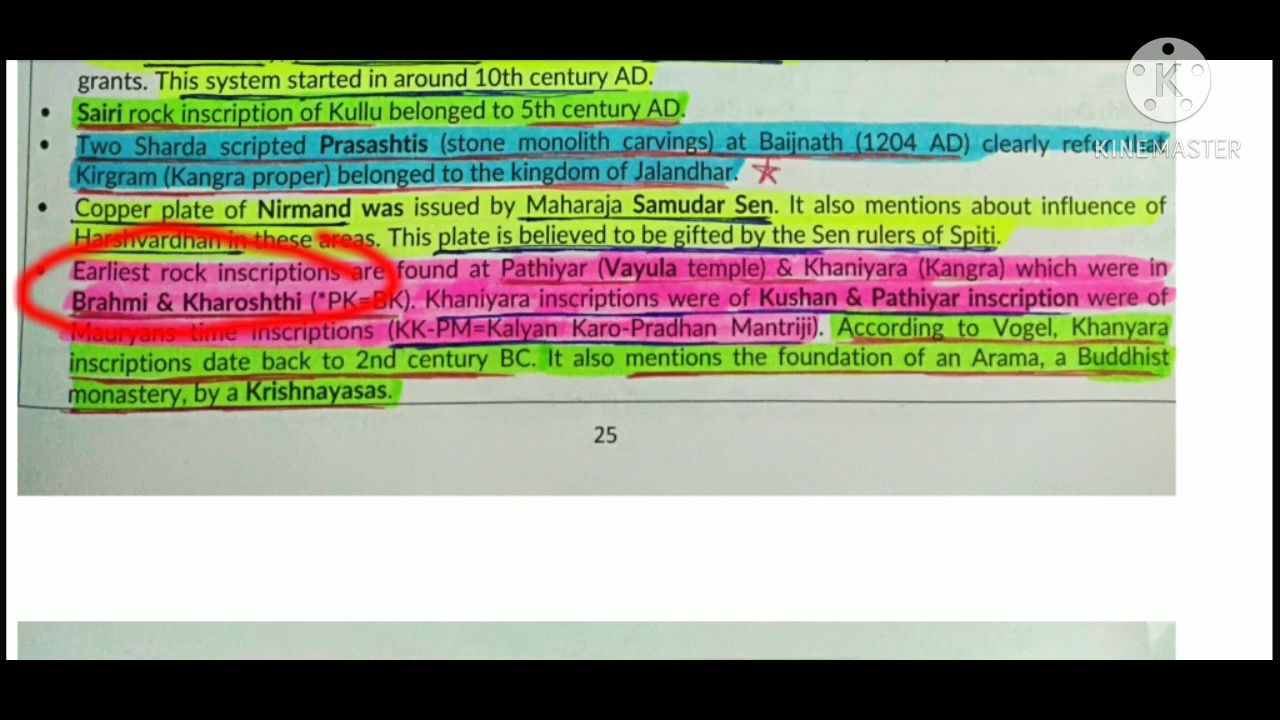 grants. This system started in around 10th century AD.
• Sairi rock inscription of Kullu belonged to 5th century AD.
• Two Sharda scripted Prasashtis (stone monolith carvings) at Baijnath (1204 AD) clearly refer that
Kirgram (Kangra proper) belonged to the kingdom of Jalandhar.
• Copper plate of Nirmand was issued by Maharaja Samudar Sen. It also mentions about influence of
Harshvardhan in these areas. This plate is believed to be gifted by the Sen rulers of Spiti.
• Earliest rock inscriptions are found at Pathiyar (Vayula temple) & Khaniyara (Kangra) which were in
Brahmi & Kharoshthi (*PK=BK). Khaniyara inscriptions were of Kushan & Pathiyar inscription were of
Mauryans time inscriptions (KK-PM=Kalyan Karo-Pradhan Mantriji). According to Vogel, Khanyara
inscriptions date back to 2nd century BC. It also mentions the foundation of an Arama, a Buddhist
monastery, by a Krishnayasas.
25
K
KINEMASTER